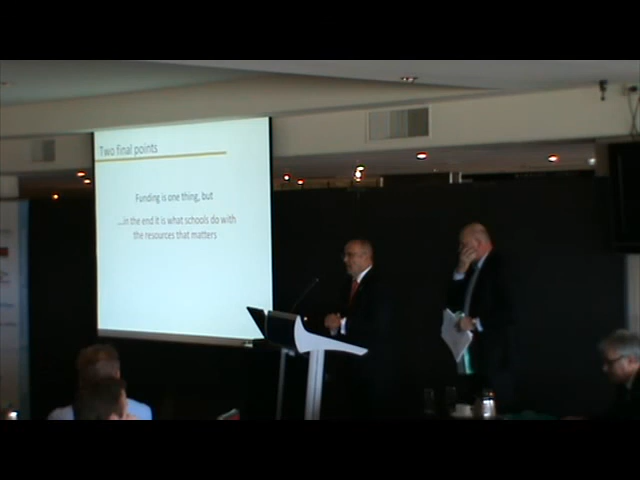 Two final points
Funding is one thing, but
...in the end it is what schools do with
the resources that matters